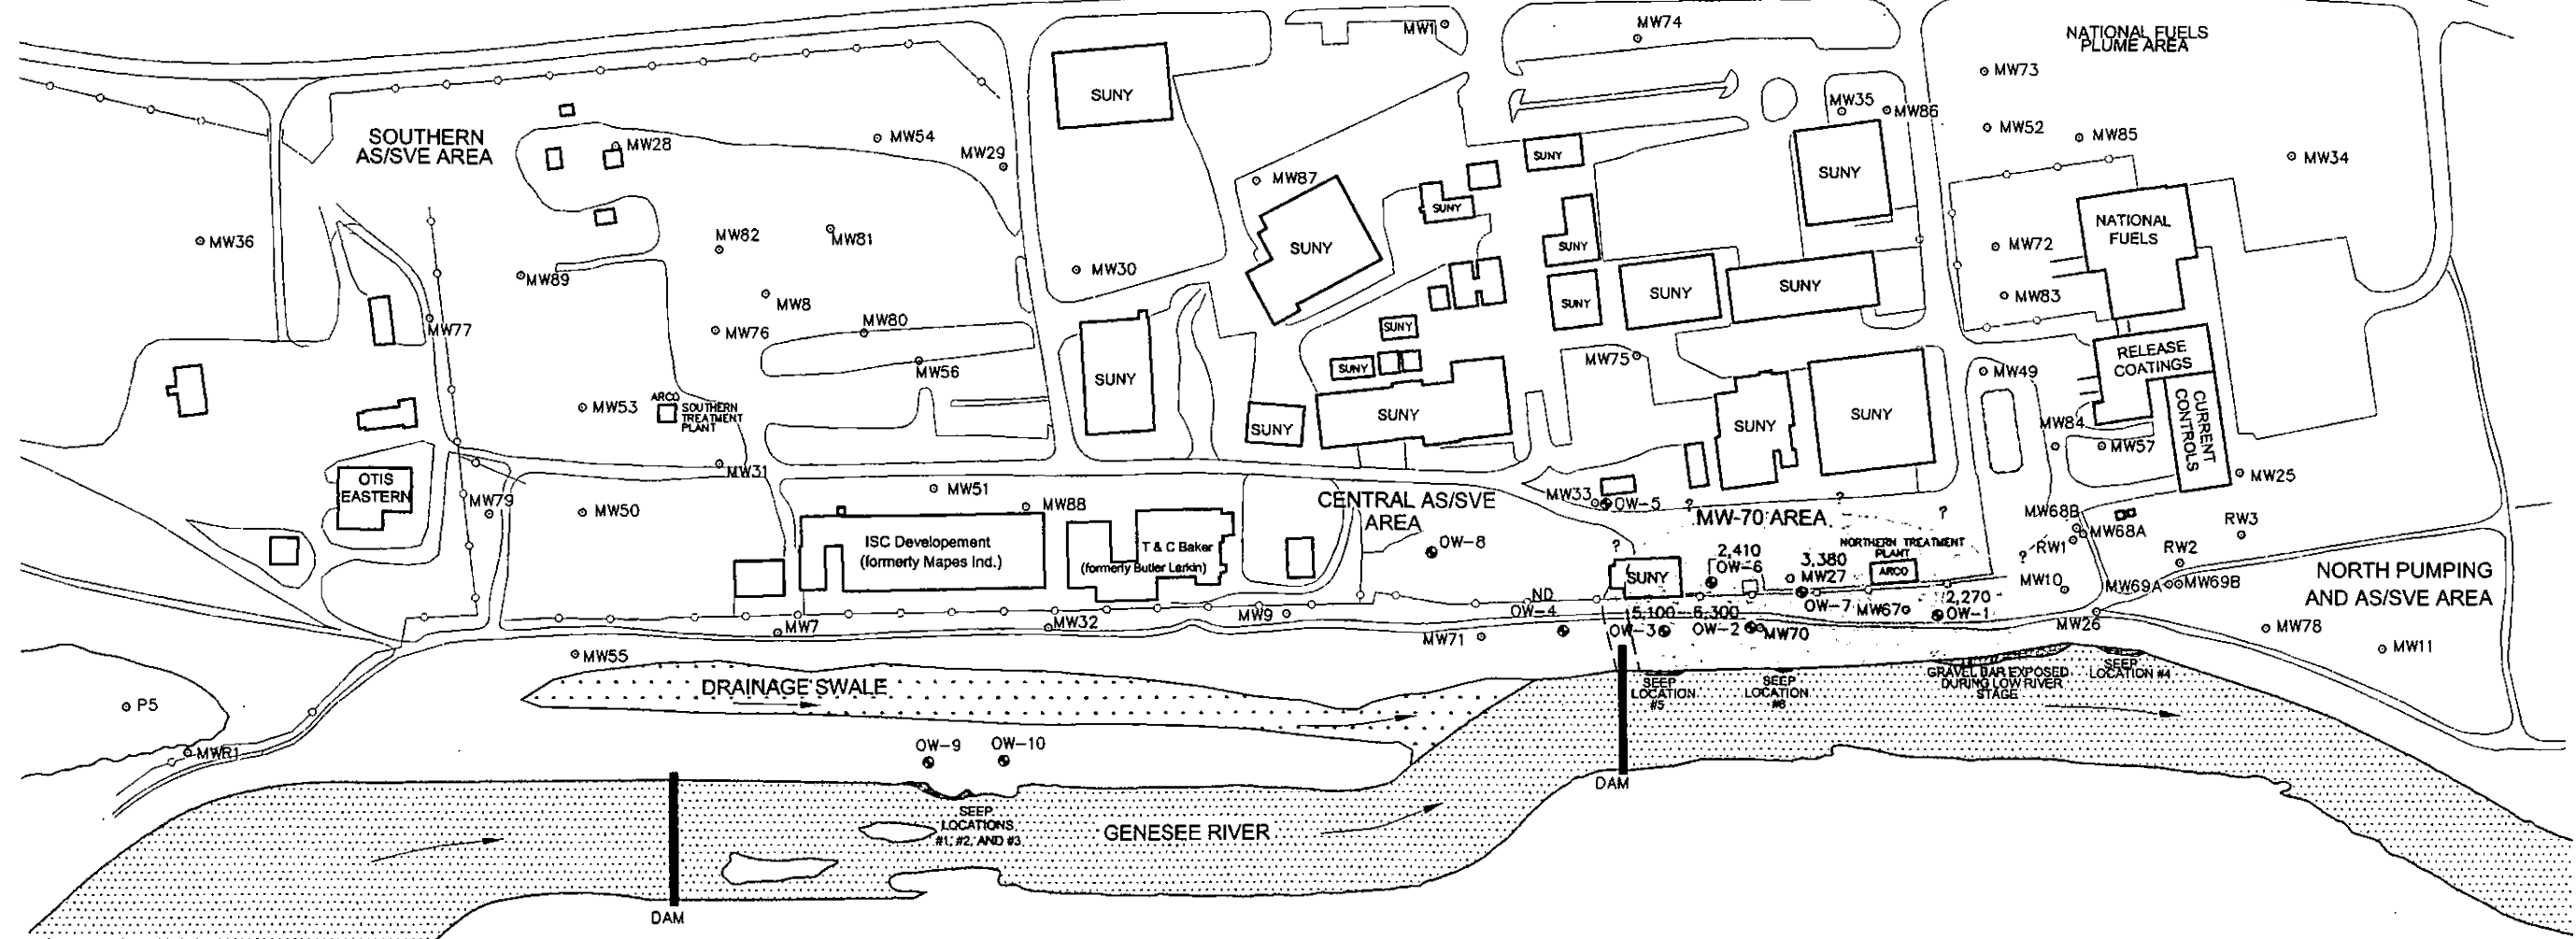 MW1
MW74
NATIONAL FUELS
PLUME AREA
MW73
SUNY
MW35
MW86
MW52
MW85
MW34
SOUTHERN
AS/SVE AREA
MW28
MW54
MW29
SUNY
MW87
SUNY
SUNY
MW36
MW82
MW81
SUNY
SUNY
MW72
NATIONAL
FUELS
MW89
MW30
MW8
SUNY
SUNY
SUNY
MW83
MW77
MW76
MW80
SUNY
MW56
SUNY
SUNY
MW75
RELEASE
COATINGS
MW49
CURRENT
CONTROLS
MW53
ARCO
SOUTHERN
TREATMENT
PLANT
SUNY
SUNY
SUNY
SUNY
MW84
MW57
MW31
OTIS
EASTERN
MW25
MW79
MW50
MW51
MW88
CENTRAL AS/SVE
AREA
MW33
OW-5
?
?
?
MW-70 AREA
MW68B
MW68A
RW3
ISC Developement
(formerly Mapes Ind.)
T & C Baker
(formerly Butler Larkin)
OW-8
?
2,410
OW-6
3,380
MW27
NORTHERN TREATMENT
PLANT
ARCO
?
RW1
RW2
SUNY
MW10
MW69A
MW69B
NORTH PUMPING
AND AS/SVE AREA
ND
OW-4
5,100
OW-3
6,300
OW-2
MW70
OW-7
MW67
2,270
OW-1
MW7
MW32
MW9
MW71
MW26
MW78
MW11
MW55
DRAINAGE SWALE
SEEP
LOCATION
#5
SEEP
LOCATION
#6
GRAVEL BAR EXPOSED
DURING LOW RIVER
STAGE
SEEP
LOCATION #4
P5
MWR1
OW-9
OW-10
DAM
SEEP
LOCATIONS
#1, #2, AND #3
GENESEE RIVER
DAM